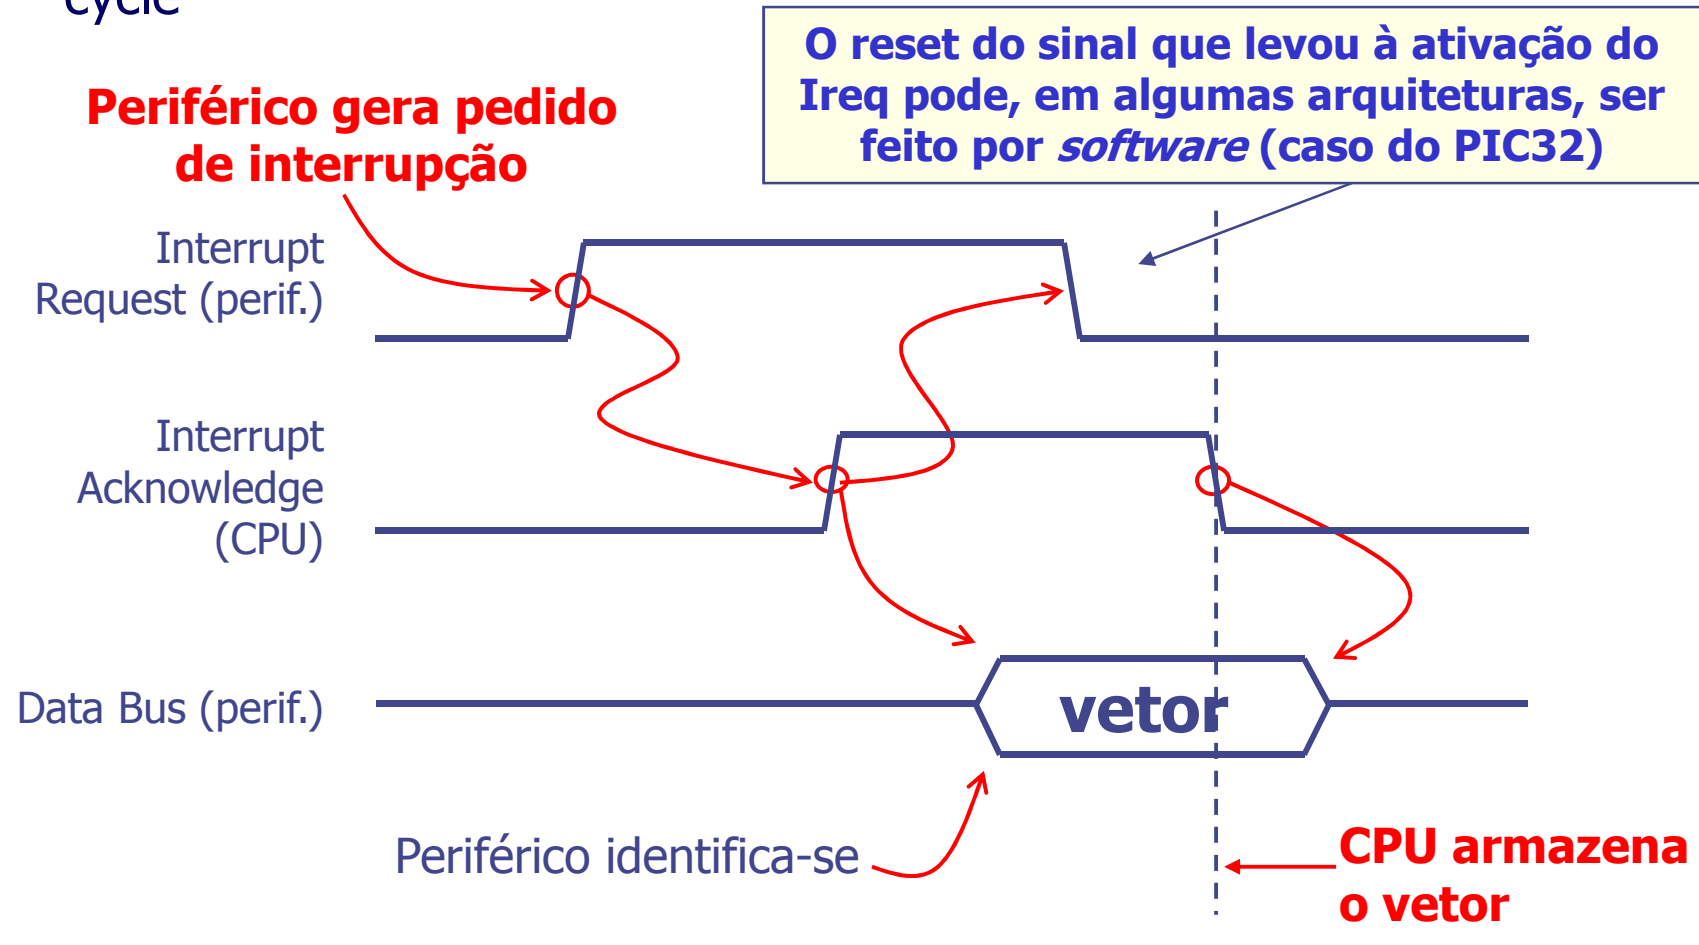 cycle
O reset do sinal que levou à ativação do
Ireq pode, em algumas arquiteturas, ser
feito por software (caso do PIC32)
Periférico gera pedido
de interrupção
Interrupt
Request (perif.)
Interrupt
Acknowledge
(CPU)
Data Bus (perif.)
vetor
Periférico identifica-se
CPU armazena
o vetor